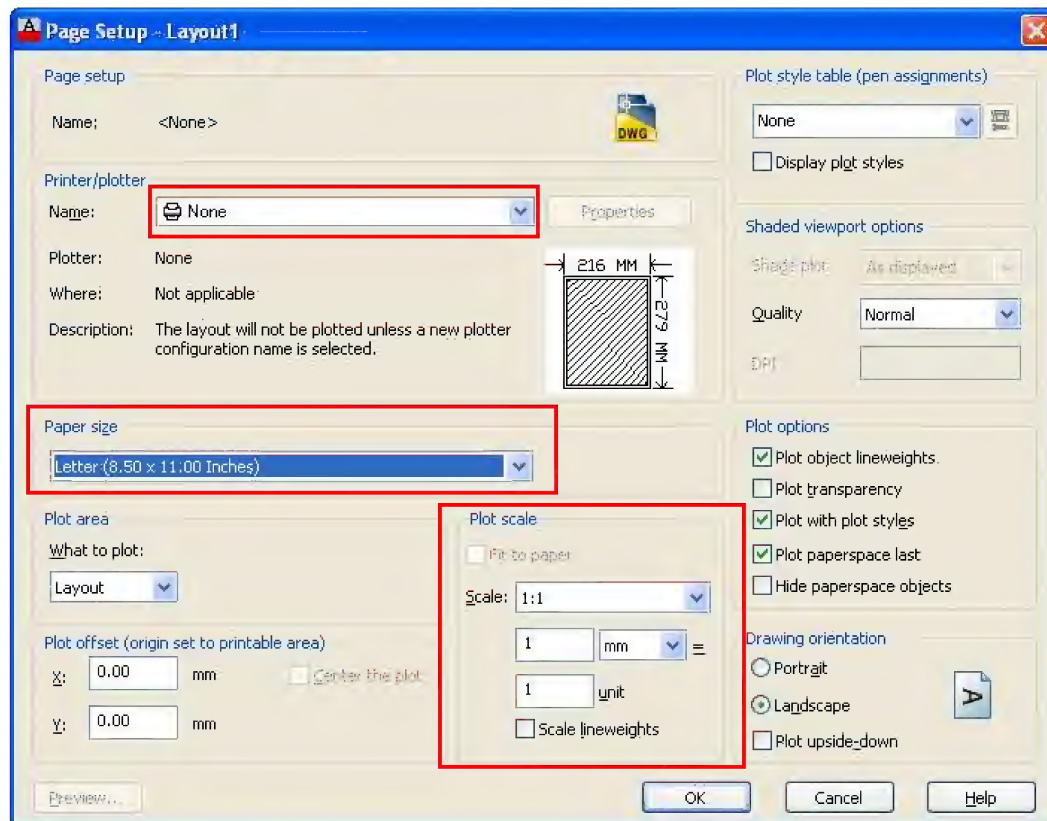 Page Setup - Layout1
Page setup
Name: <None>
DWG
Printer/plotter
Name: None
Properties
Plotter: None
Where: Not applicable
Description: The layout will not be plotted unless a new plotter
configuration name is selected.
216 MM
279 MM
Paper size
Letter (8.50 x 11.00 Inches)
Plot area
What to plot:
Layout
Plot scale
Fit to paper
Scale: 1:1
1 mm =
1 unit
Scale lineweights
Plot offset (origin set to printable area)
X: 0.00 mm
Center the plot
Y: 0.00 mm
Plot style table (pen assignments)
None
Display plot styles
Shaded viewport options
Shade plot As displayed
Quality Normal
DPI
Plot options
Plot object lineweights.
Plot transparency
Plot with plot styles
Plot paperspace last
Hide paperspace objects
Drawing orientation
Portrait
Landscape
A
Plot upside-down
Preview...
OK
Cancel
Help